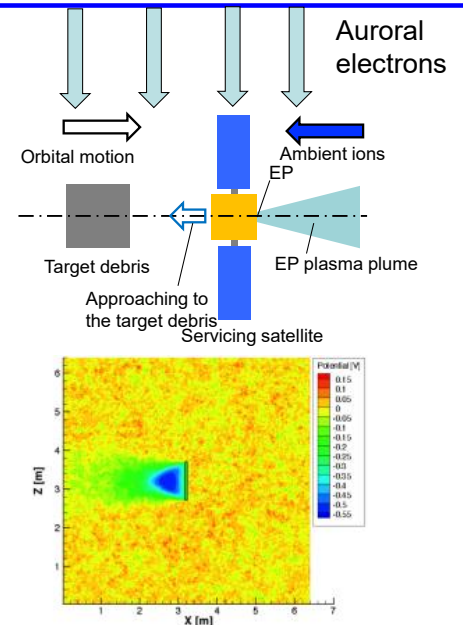 Auroral
electrons
Orbital motion
Ambient ions
EP
Target debris
EP plasma plume
Approaching to
the target debris
Servicing satellite
Potential [V]
0.15
0.1
0.05
0
-0.05
-0.1
-0.15
-0.2
-0.25
-0.3
-0.35
-0.4
-0.45
-0.5
-0.55
Z [m]
6
5
4
3
2
1
1 2 3 4 5 6 7
X [m]